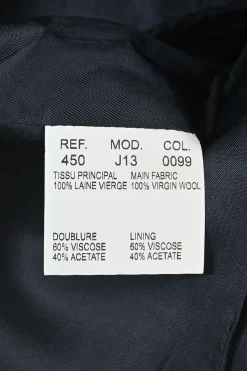 REF. MOD. COL.
450 J13 0099
TISSU PRINCIPAL MAIN FABRIC
100% LAINE VIERGE 100% VIRGIN WOOL
DOUBLURE LINING
60% VISCOSE 60% VISCOSE
40% ACETATE 40% ACETATE